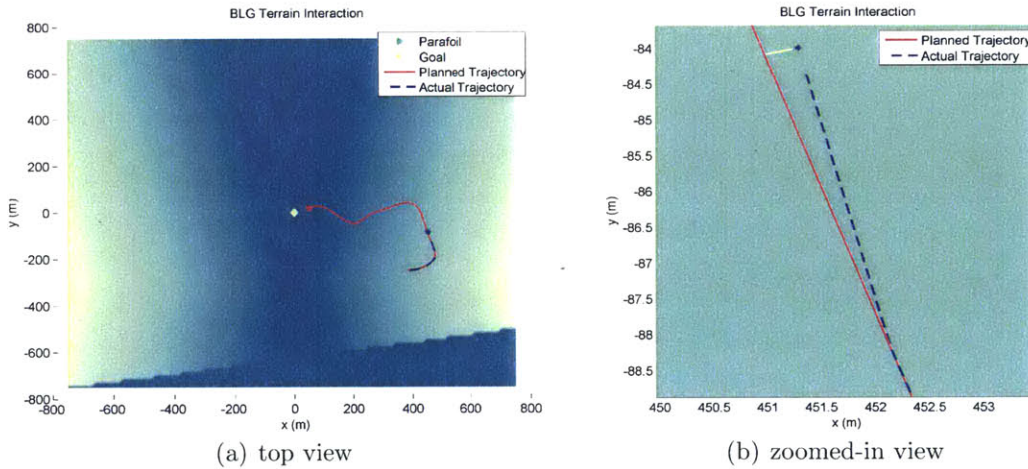 BLG Terrain Interaction
800
600
400
200
0
-200
-400
-600
-800
y (m)
-800
-600
-400
-200
0
200
400
600
800
x (m)
Parafoil
Goal
Planned Trajectory
Actual Trajectory
(a) top view
BLG Terrain Interaction
-84
-84.5
-85
-85.5
-86
-86.5
-87
-87.5
-88
-88.5
y (m)
450
450.5
451
451.5
452
452.5
453
x (m)
Planned Trajectory
Actual Trajectory
(b) zoomed-in view